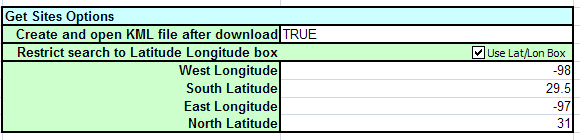 Get Sites Options
Create and open KML file after download TRUE
Restrict search to Latitude Longitude box Use Lat/Lon Box
West Longitude -98
South Latitude 29.5
East Longitude -97
North Latitude 31